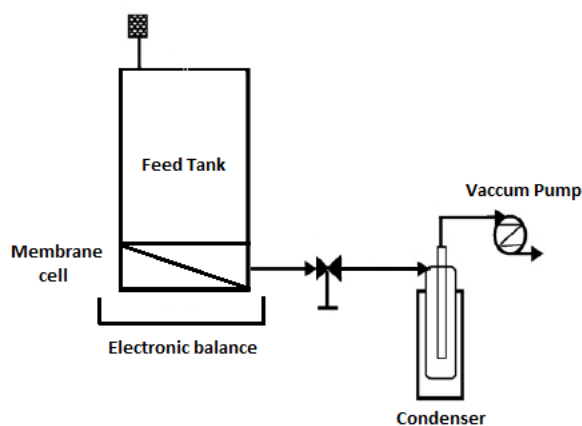 Feed Tank
Vaccum Pump
Membrane
cell
Electronic balance
Condenser